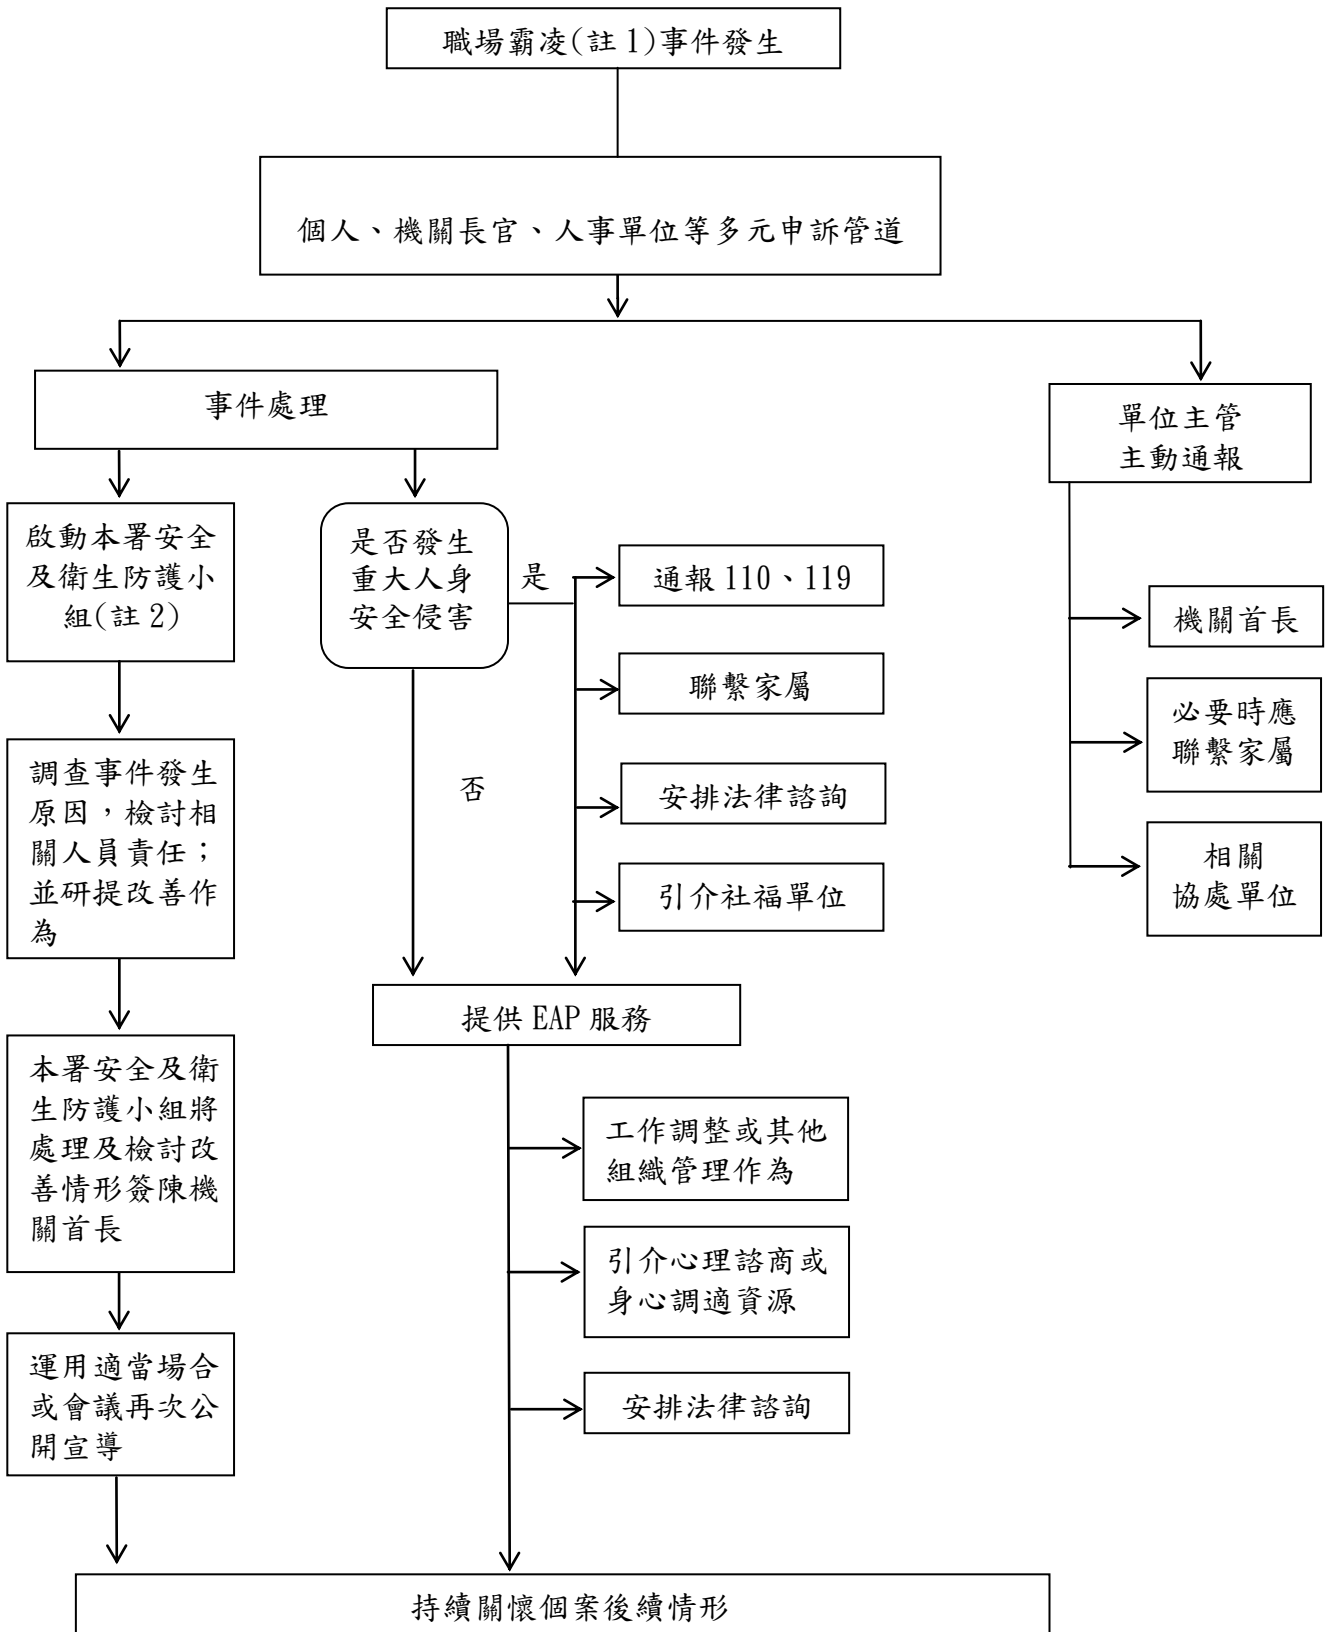 職場霸凌(註 1)事件發生
個人、機關長官、人事單位等多元申訴管道
事件處理
單位主管
主動通報
啟動本署安全
及衛生防護小
組(註 2)
是否發生
重大人身
安全侵害
是
否
通報 110、119
聯繫家屬
安排法律諮詢
引介社福單位
機關首長
必要時應
聯繫家屬
相關
協處單位
調查事件發生
原因，檢討相
關人員責任；
並研提改善作
為
提供 EAP 服務
本署安全及衛
生防護小組將
處理及檢討改
善情形簽陳機
關首長
工作調整或其他
組織管理作為
引介心理諮商或
身心調適資源
安排法律諮詢
運用適當場合
或會議再次公
開宣導
持續關懷個案後續情形